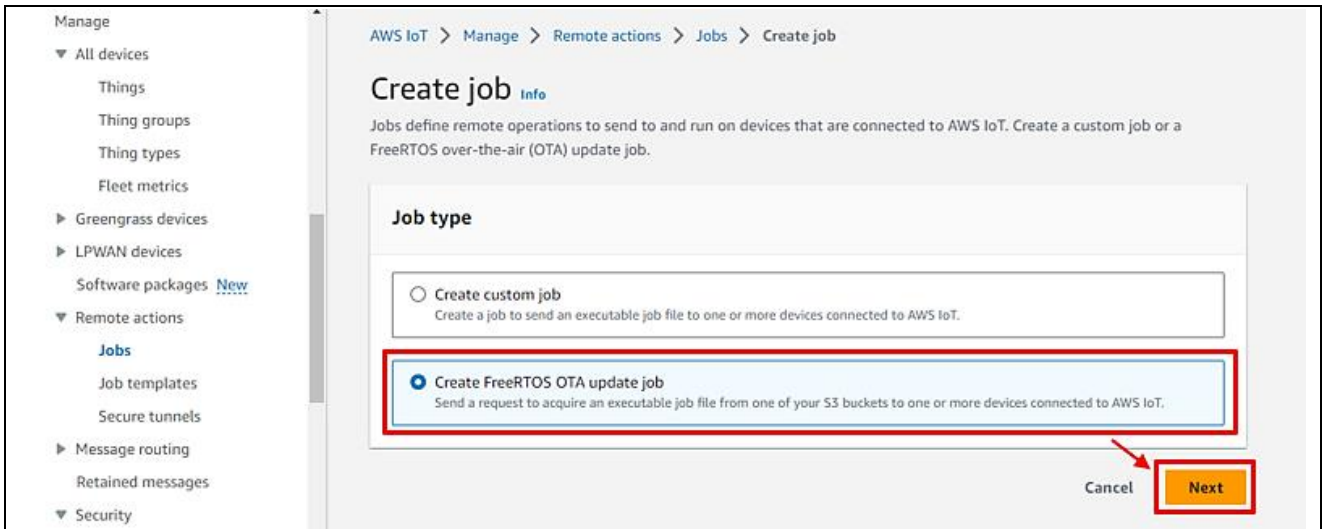 Manage
All devices
Things
Thing groups
Thing types
Fleet metrics
Greengrass devices
LPWAN devices
Software packages New
Remote actions
Jobs
Job templates
Secure tunnels
Message routing
Retained messages
Security
AWS IoT > Manage > Remote actions > Jobs > Create job
Create job Info
Jobs define remote operations to send to and run on devices that are connected to AWS IoT. Create a custom job or a
FreeRTOS over-the-air (OTA) update job.
Job type
Create custom job
Create a job to send an executable job file to one or more devices connected to AWS IoT.
Create FreeRTOS OTA update job
Send a request to acquire an executable job file from one of your S3 buckets to one or more devices connected to AWS IoT.
Cancel Next